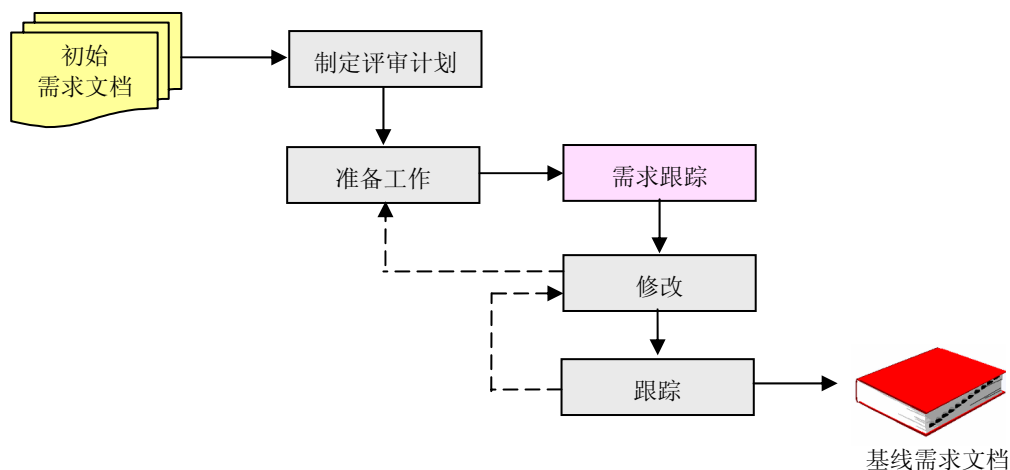 初始
需求文档
制定评审计划
准备工作
需求跟踪
修改
跟踪
基线需求文档